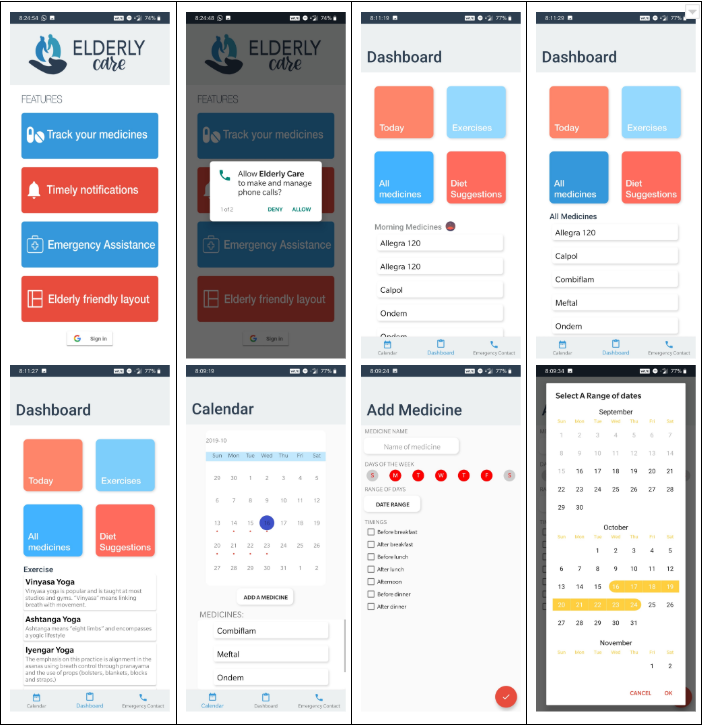 8:24:54
74%
ELDERLY
care
FEATURES
Track your medicines
Timely notifications
Emergency Assistance
Elderly friendly layout
Sign in
8:24:48
74%
ELDERLY
care
FEATURES
Track your medicines
Allow Elderly Care
to make and manage
phone calls?
1 of 2
DENY
ALLOW
Emergency Assistance
Elderly friendly layout
Sign in
8:11:19
77%
Dashboard
Today
Exercises
All
medicines
Diet
Suggestions
Morning Medicines
Allegra 120
Allegra 120
Calpol
Ondem
Ondem
Calendar
Dashboard
Emergency Contact
8:11:29
77%
Dashboard
Today
Exercises
All
medicines
Diet
Suggestions
All Medicines
Allegra 120
Calpol
Combiflam
Meftal
Ondem
Calendar
Dashboard
Emergency Contact
8:11:27
77%
Dashboard
Today
Exercises
All
medicines
Diet
Suggestions
Exercise
Vinyasa Yoga
Vinyasa yoga is popular and is taught at most
studios and gyms. "Vinyasa" means linking
breath with movement.
Ashtanga Yoga
Ashtanga means "eight limbs" and encompasses
a yogic lifestyle
Iyengar Yoga
The emphasis on this practice is alignment in the
asanas using breath control through pranayama
and the use of props (bolsters, blankets, blocks
and straps.)
Calendar
Dashboard
Emergency Contact
8:09:19
77%
Calendar
2019-10
Sun Mon Tue Wed Thu Fri Sat
29 30 1 2 3 4 5
6 7 8 9 10 11 12
13 14 15 16 17 18 19
20 21 22 23 24 25 26
27 28 29 30 31 1 2
ADD A MEDICINE
MEDICINES:
Combiflam
Meftal
Ondem
Calendar
Dashboard
Emergency Contact
8:09:24
77%
Add Medicine
MEDICINE NAME
Name of medicine
DAYS OF THE WEEK
S M T W T F S
RANGE OF DAYS
DATE RANGE
TIMINGS
Before breakfast
After breakfast
Before lunch
After lunch
Afternoon
Before dinner
After dinner
8:09:34
77%
Select A Range of dates
September
Sun Mon Tue Wed Thu Fri Sat
1 2 3 4 5 6 7
8 9 10 11 12 13 14
15 16 17 18 19 20 21
22 23 24 25 26 27 28
29 30
October
Sun Mon Tue Wed Thu Fri Sat
1 2 3 4 5
6 7 8 9 10 11 12
13 14 15 16 17 18 19
20 21 22 23 24 25 26
27 28 29 30 31
November
Sun Mon Tue Wed Thu Fri Sat
1 2
CANCEL
OK